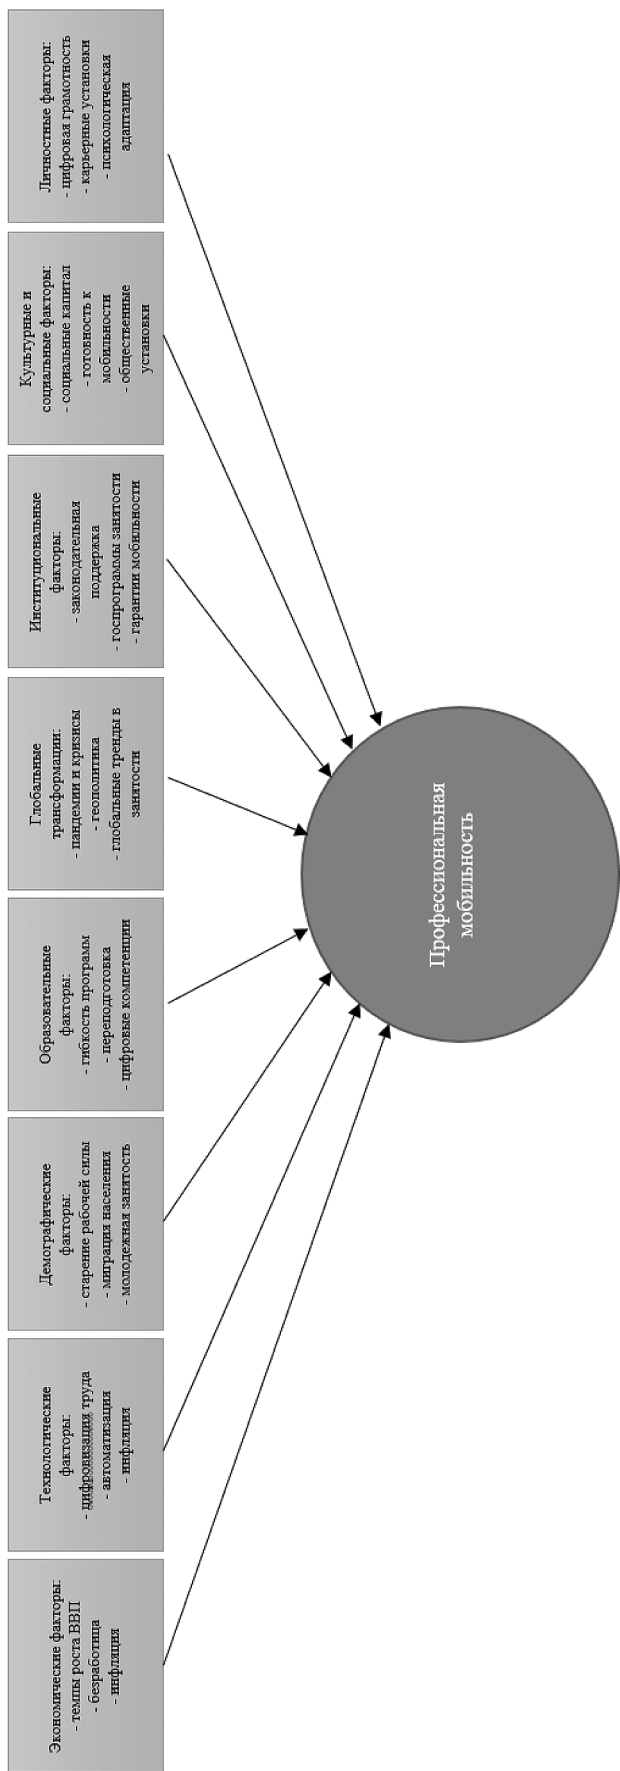 Экономические факторы:
- темпы роста ВВП
- безработица
- инфляция
Технологические
факторы:
- цифровизация труда
- автоматизация
- инфляция
Демографические
факторы:
- старение рабочей силы
- миграция населения
- молодежная занятость
Образовательные
факторы:
- гибкость программ
- переподготовка
- цифровые компетенции
Глобальные
трансформации:
- пандемии и кризисы
- геополитика
- глобальные тренды в
занятости
Институциональные
факторы:
- законодательная
поддержка
- госпрограммы занятости
- гарантии мобильности
Культурные и
социальные факторы:
- социальные капитал
- готовность к
мобильности
- общественные
установки
Личностные факторы:
- цифровая грамотность
- карьерные установки
- психологическая
адаптация
Профессиональная
мобильность